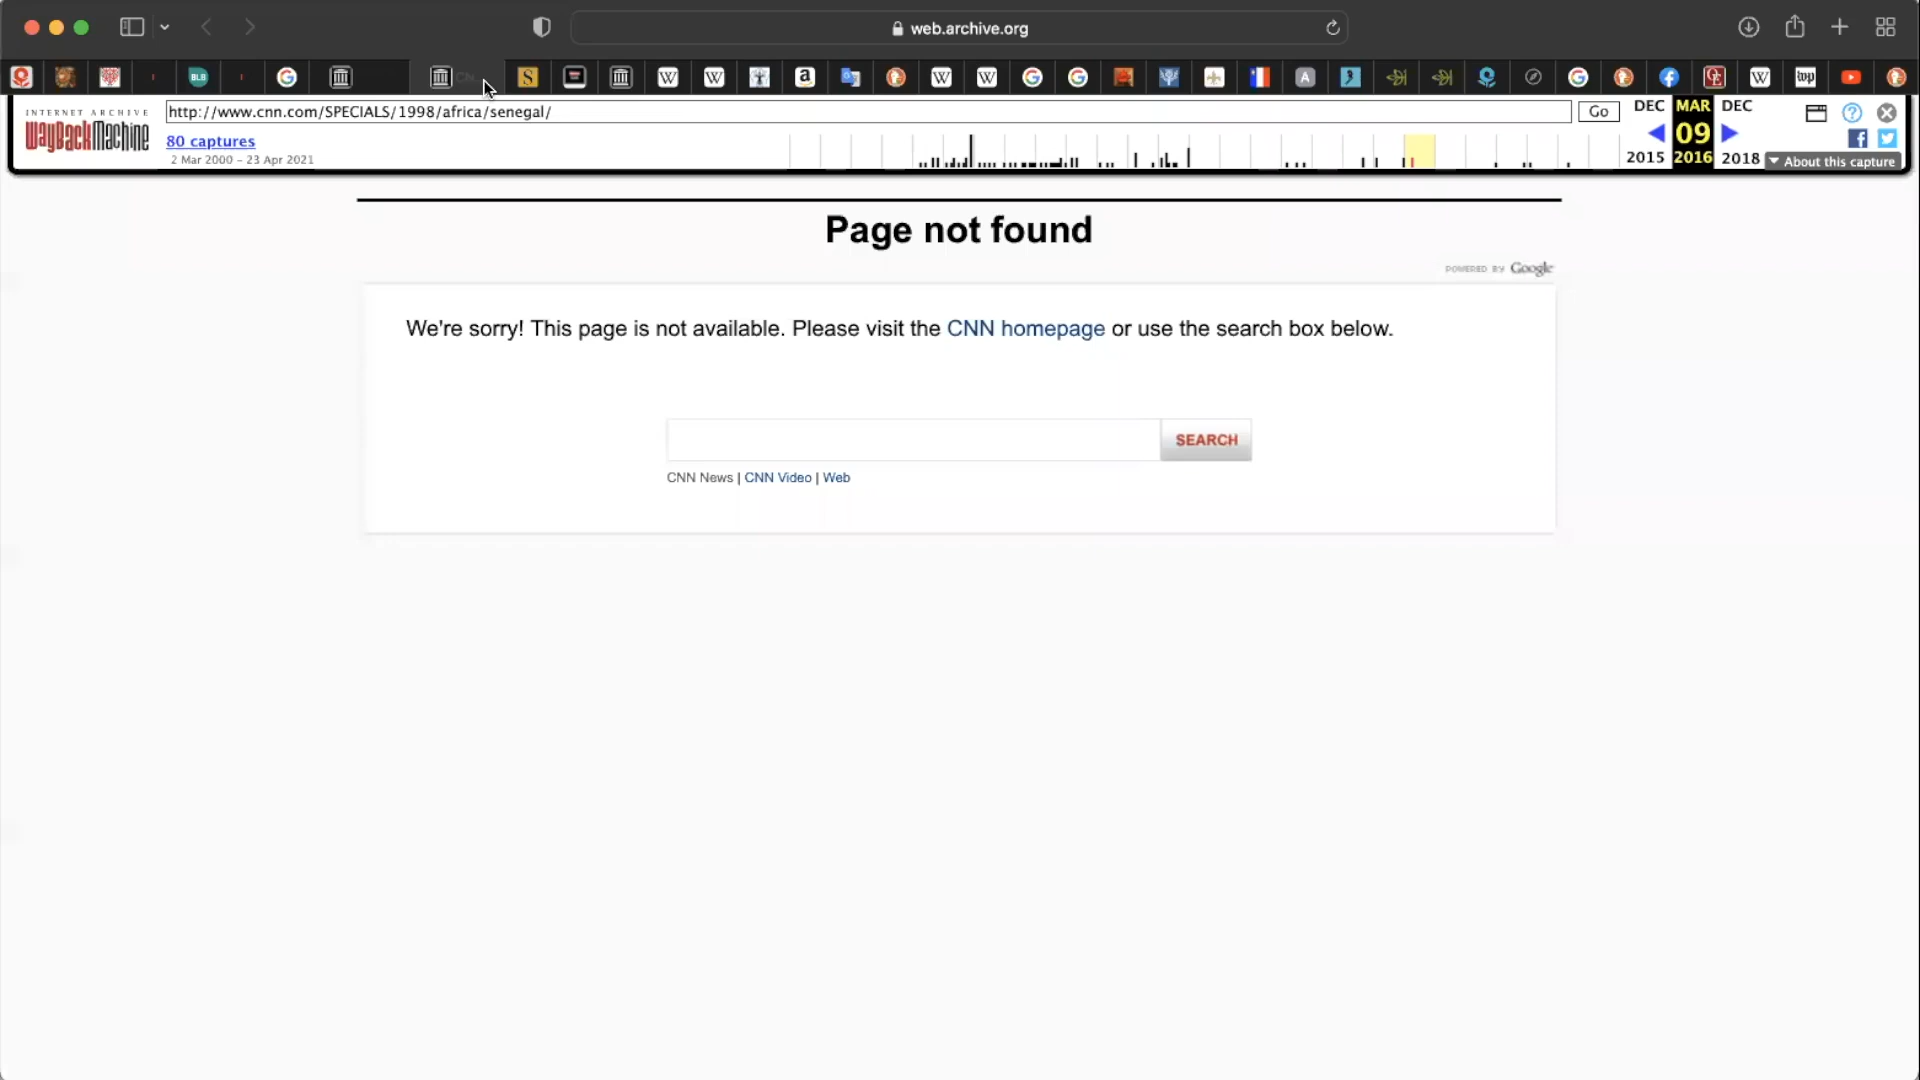 web.archive.org
BLB
INTERNET ARCHIVE
WayBackMachine
http://www.cnn.com/SPECIALS/1998/africa/senegal/
Go
DEC MAR DEC
80 captures
09
2 Mar 2000 – 23 Apr 2021
2015 2016 2018
About this capture
Page not found
POWERED BY Google
We're sorry! This page is not available. Please visit the CNN homepage or use the search box below.
SEARCH
CNN News | CNN Video | Web